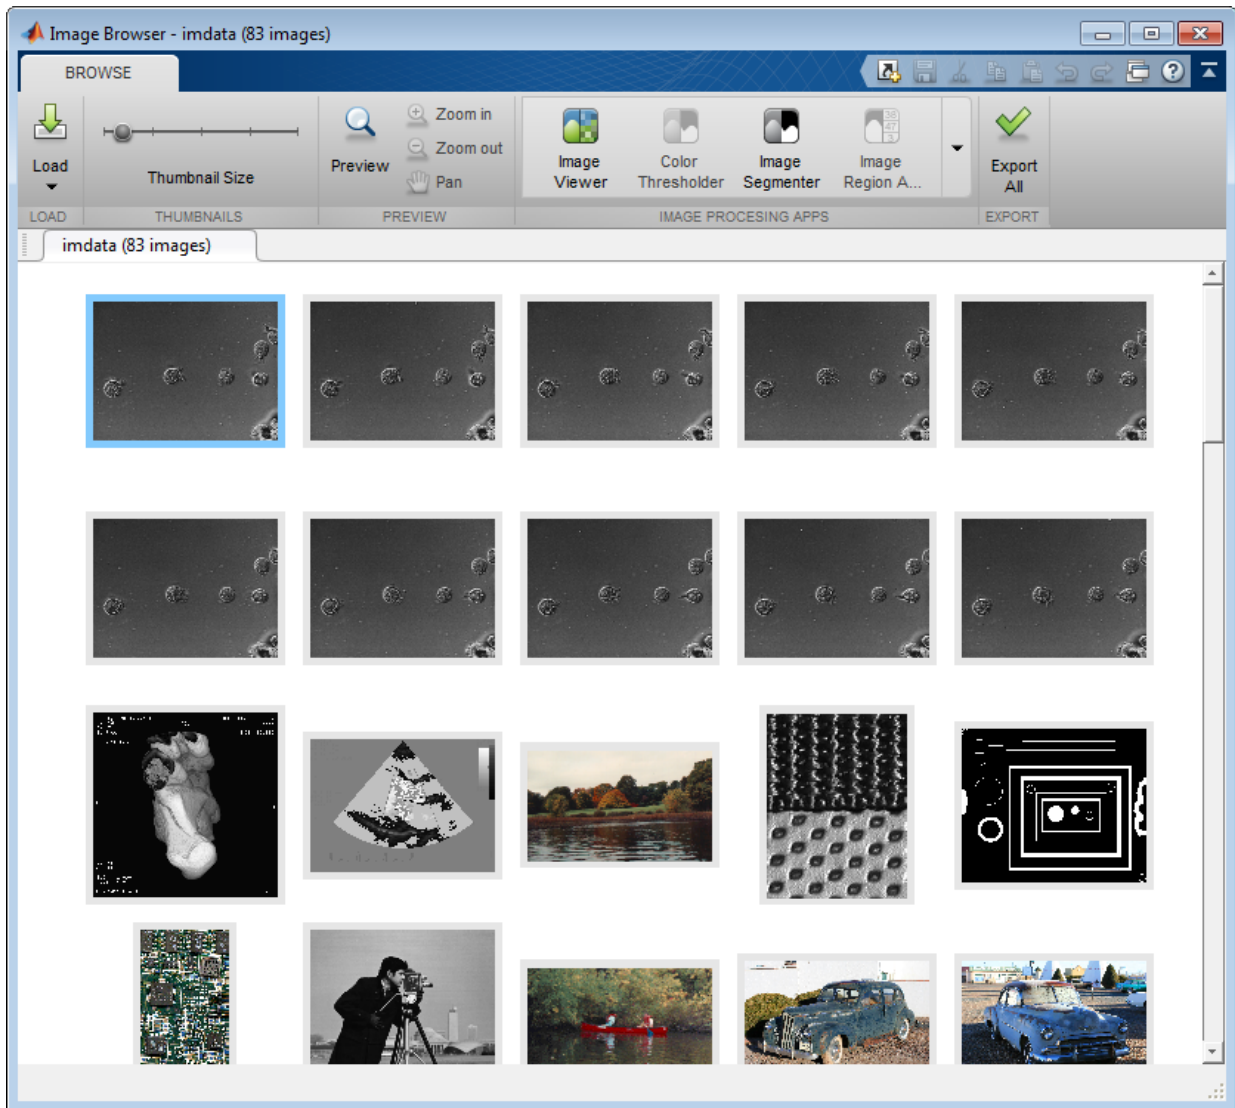 Image Browser - imdata (83 images)
BROWSE
Load
Thumbnail Size
Preview
Zoom in
Zoom out
Pan
Image Viewer
Color Thresholder
Image Segmenter
Image Region A...
Export All
LOAD
THUMBNAILS
PREVIEW
IMAGE PROCESING APPS
EXPORT
imdata (83 images)